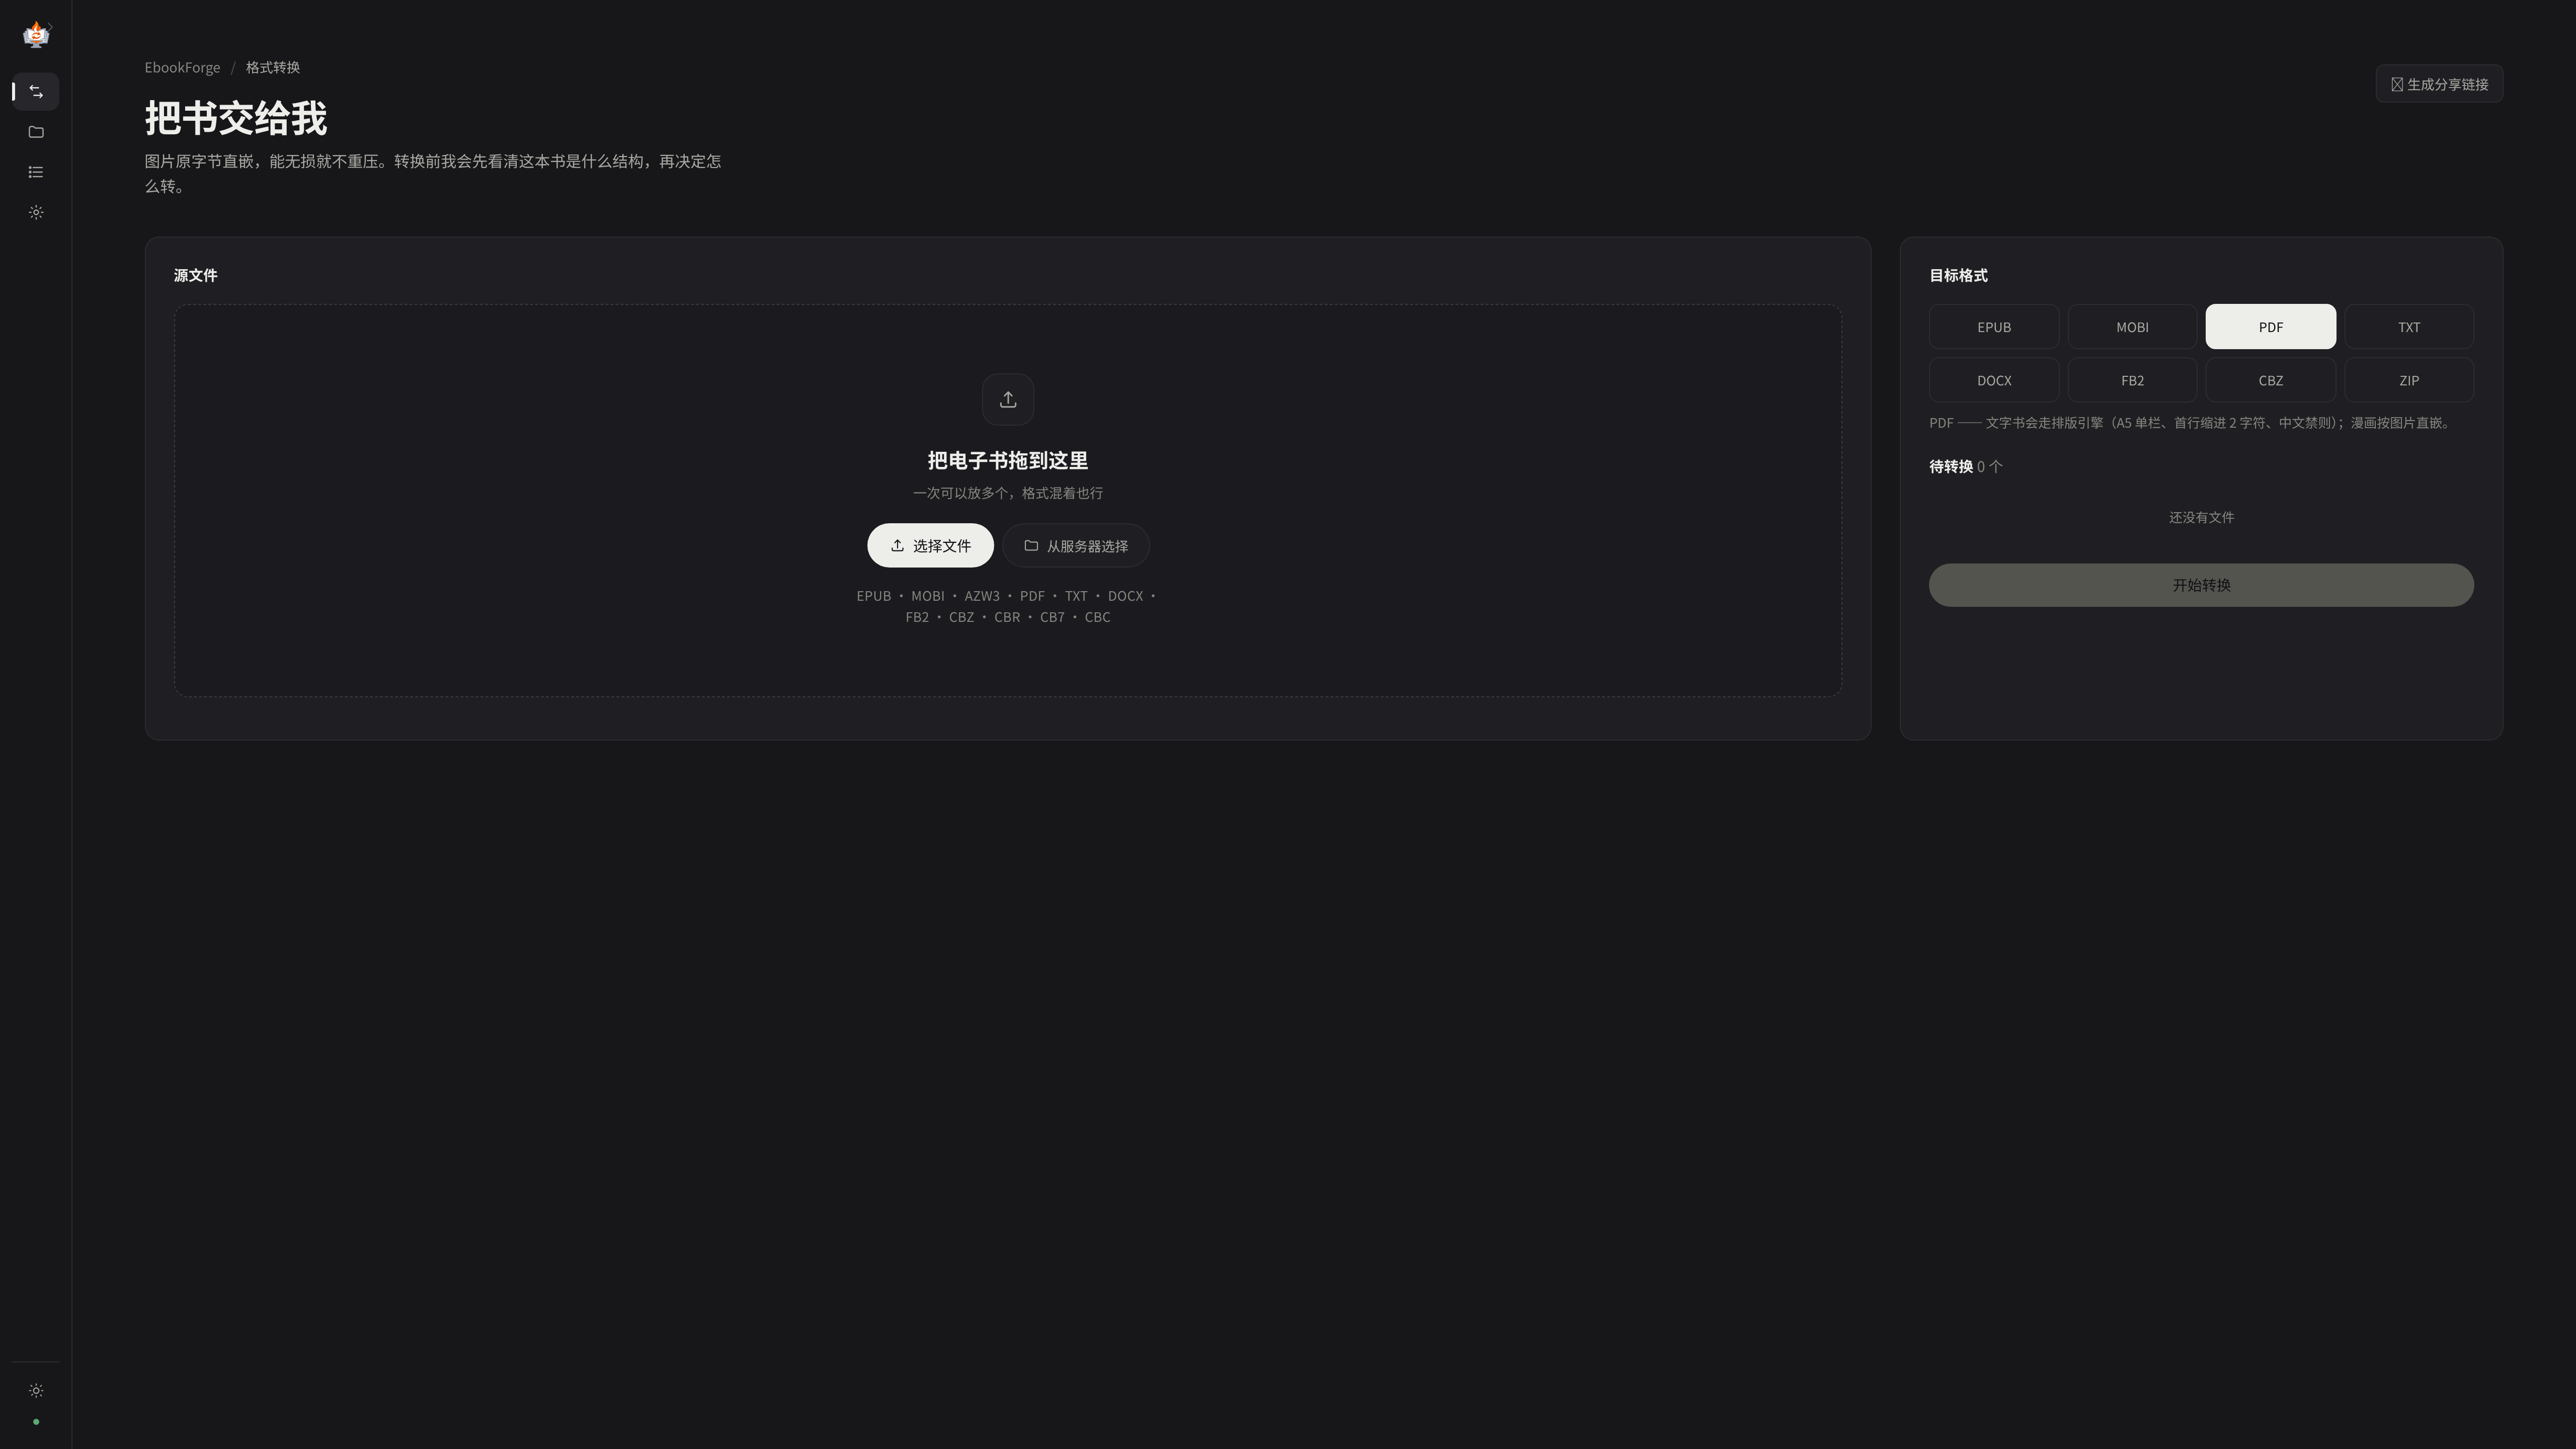 EbookForge / 格式转换
生成分享链接
把书交给我
图片原字节直嵌，能无损就不重压。转换前我会先看清这本书是什么结构，再决定怎
么转。
源文件
把电子书拖到这里
一次可以放多个，格式混着也行
选择文件
从服务器选择
EPUB · MOBI · AZW3 · PDF · TXT · DOCX ·
FB2 · CBZ · CBR · CB7 · CBC
目标格式
EPUB MOBI PDF TXT
DOCX FB2 CBZ ZIP
PDF —— 文字书会走排版引擎（A5 单栏、首行缩进 2 字符、中文禁则）；漫画按图片直嵌。
待转换 0 个
还没有文件
开始转换